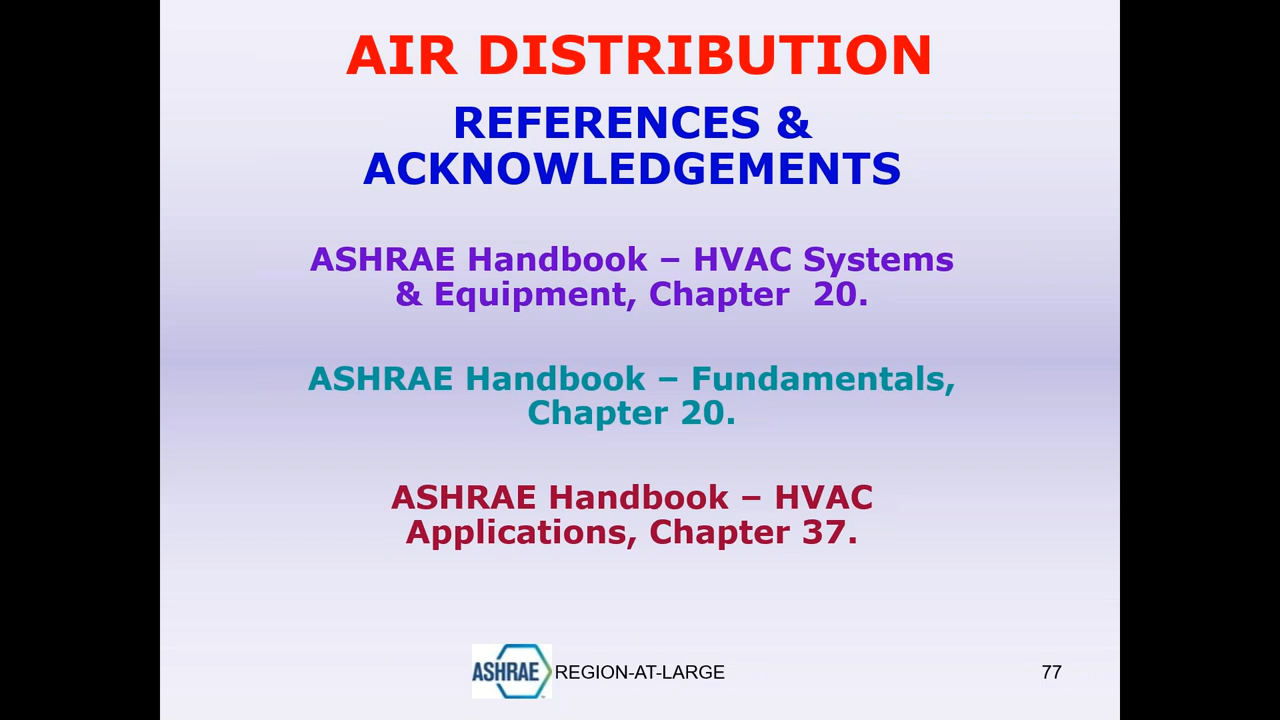 AIR DISTRIBUTION
REFERENCES &
ACKNOWLEDGEMENTS
ASHRAE Handbook – HVAC Systems
& Equipment, Chapter  20.
ASHRAE Handbook – Fundamentals,
Chapter 20.
ASHRAE Handbook – HVAC
Applications, Chapter 37.
ASHRAE REGION-AT-LARGE 77